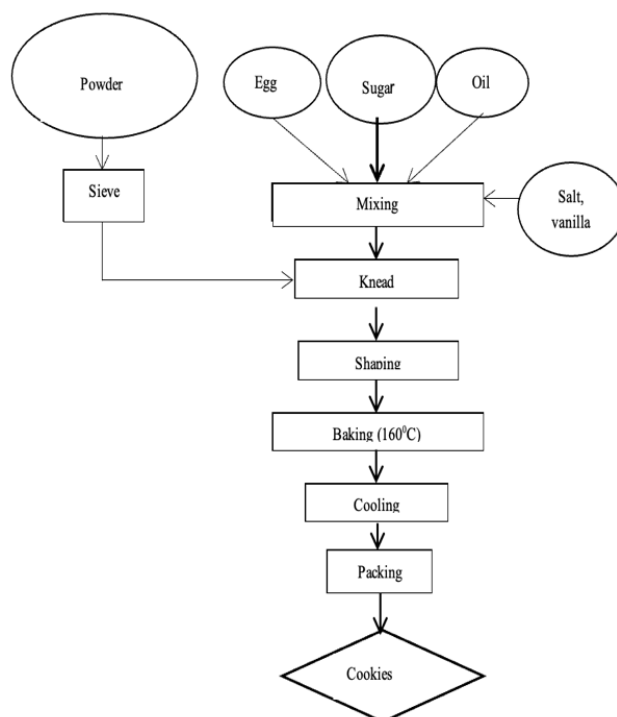 Powder
Egg
Sugar
Oil
Sieve
Mixing
Salt,
vanilla
Knead
Shaping
Baking (160⁰C)
Cooling
Packing
Cookies